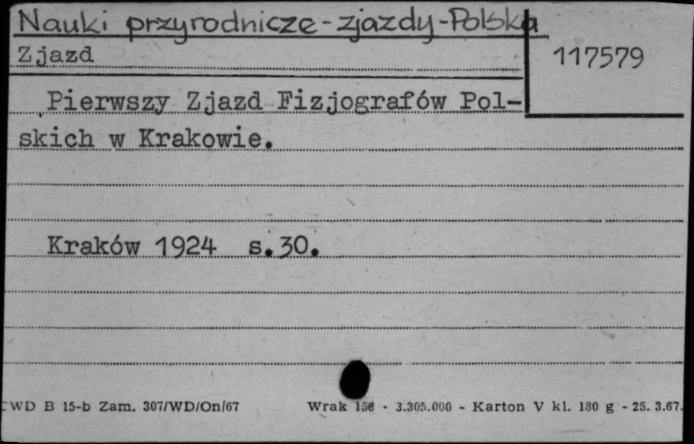 Nauki przyrodnicze-zjazdy-Polska
Zjazd
117579
Pierwszy Zjazd Fizjografów Pol-
skich w Krakowie.
Kraków 1924 s.30.
CWD B 15-b Zam. 307/WD/On/67 Wrak 156 - 3.305.000 - Karton V kl. 180 g - 25. 3.67.